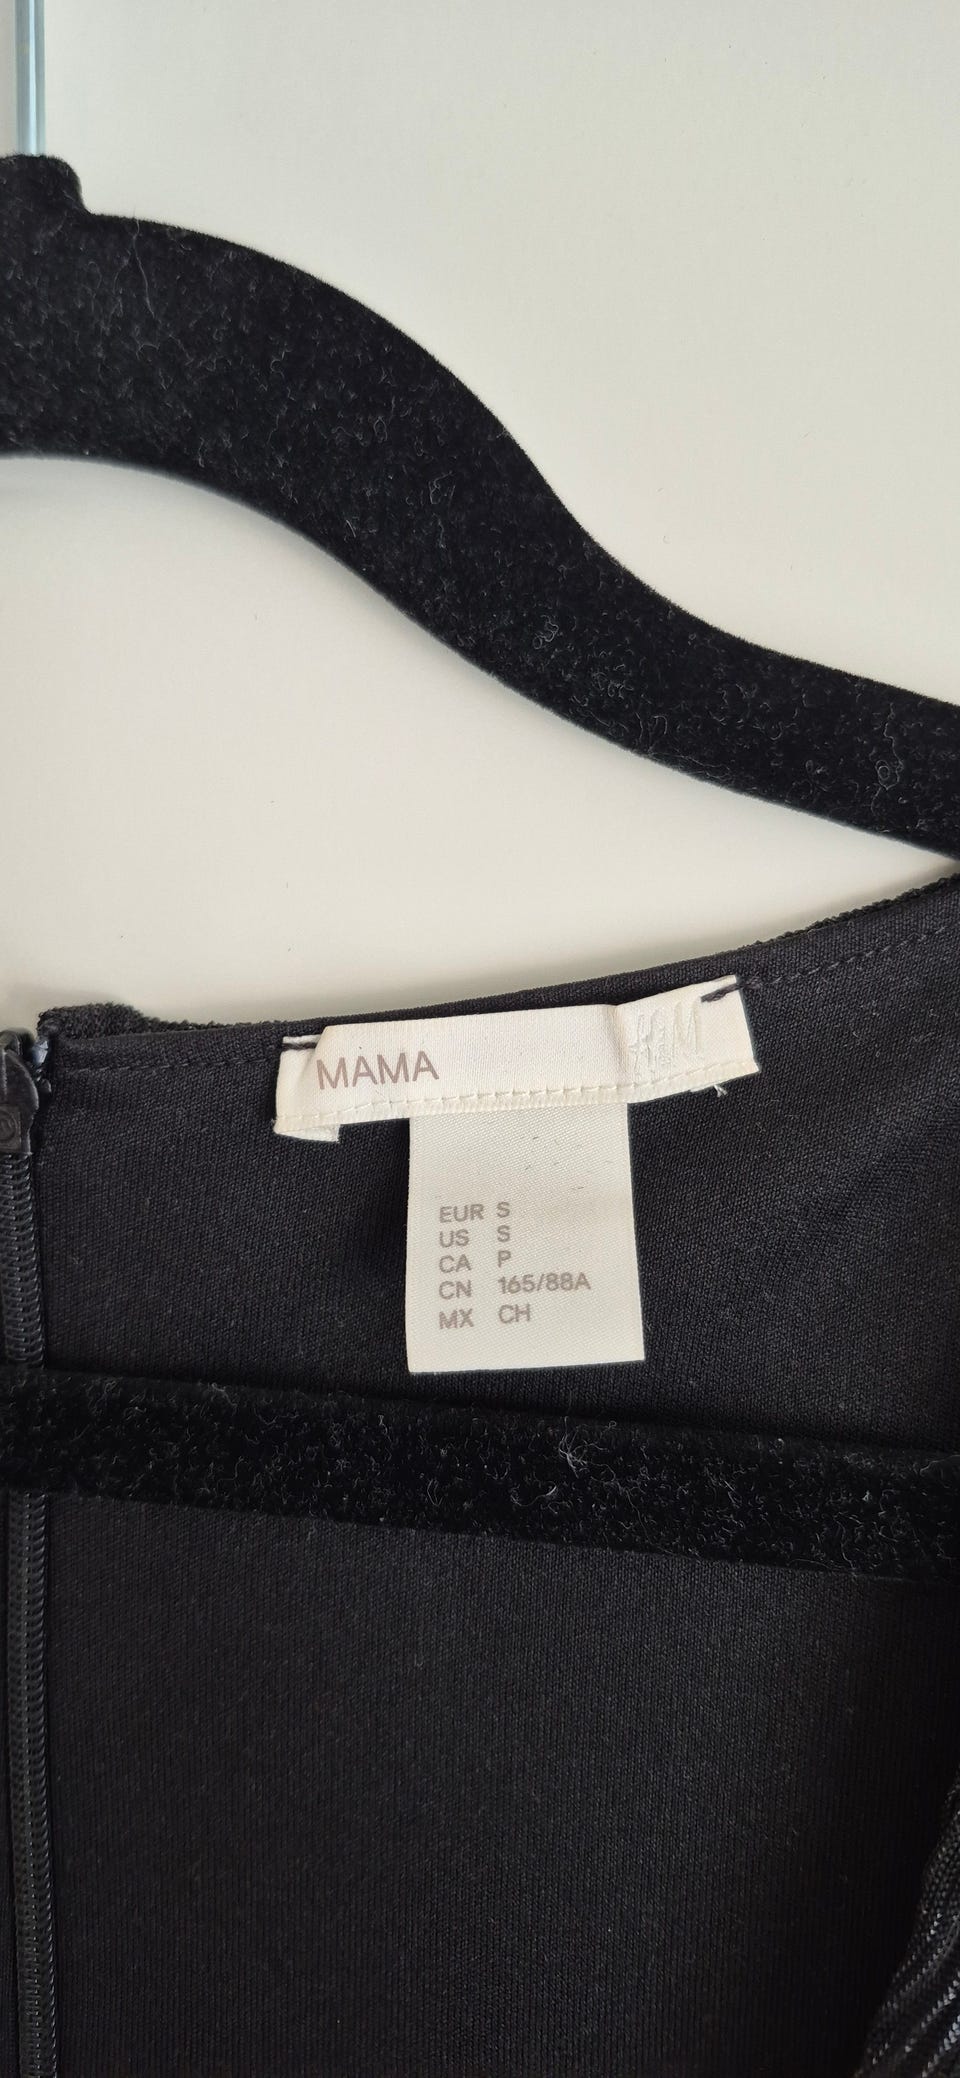 MAMA H&M
EUR S
US S
CA P
CN 165/88A
MX CH